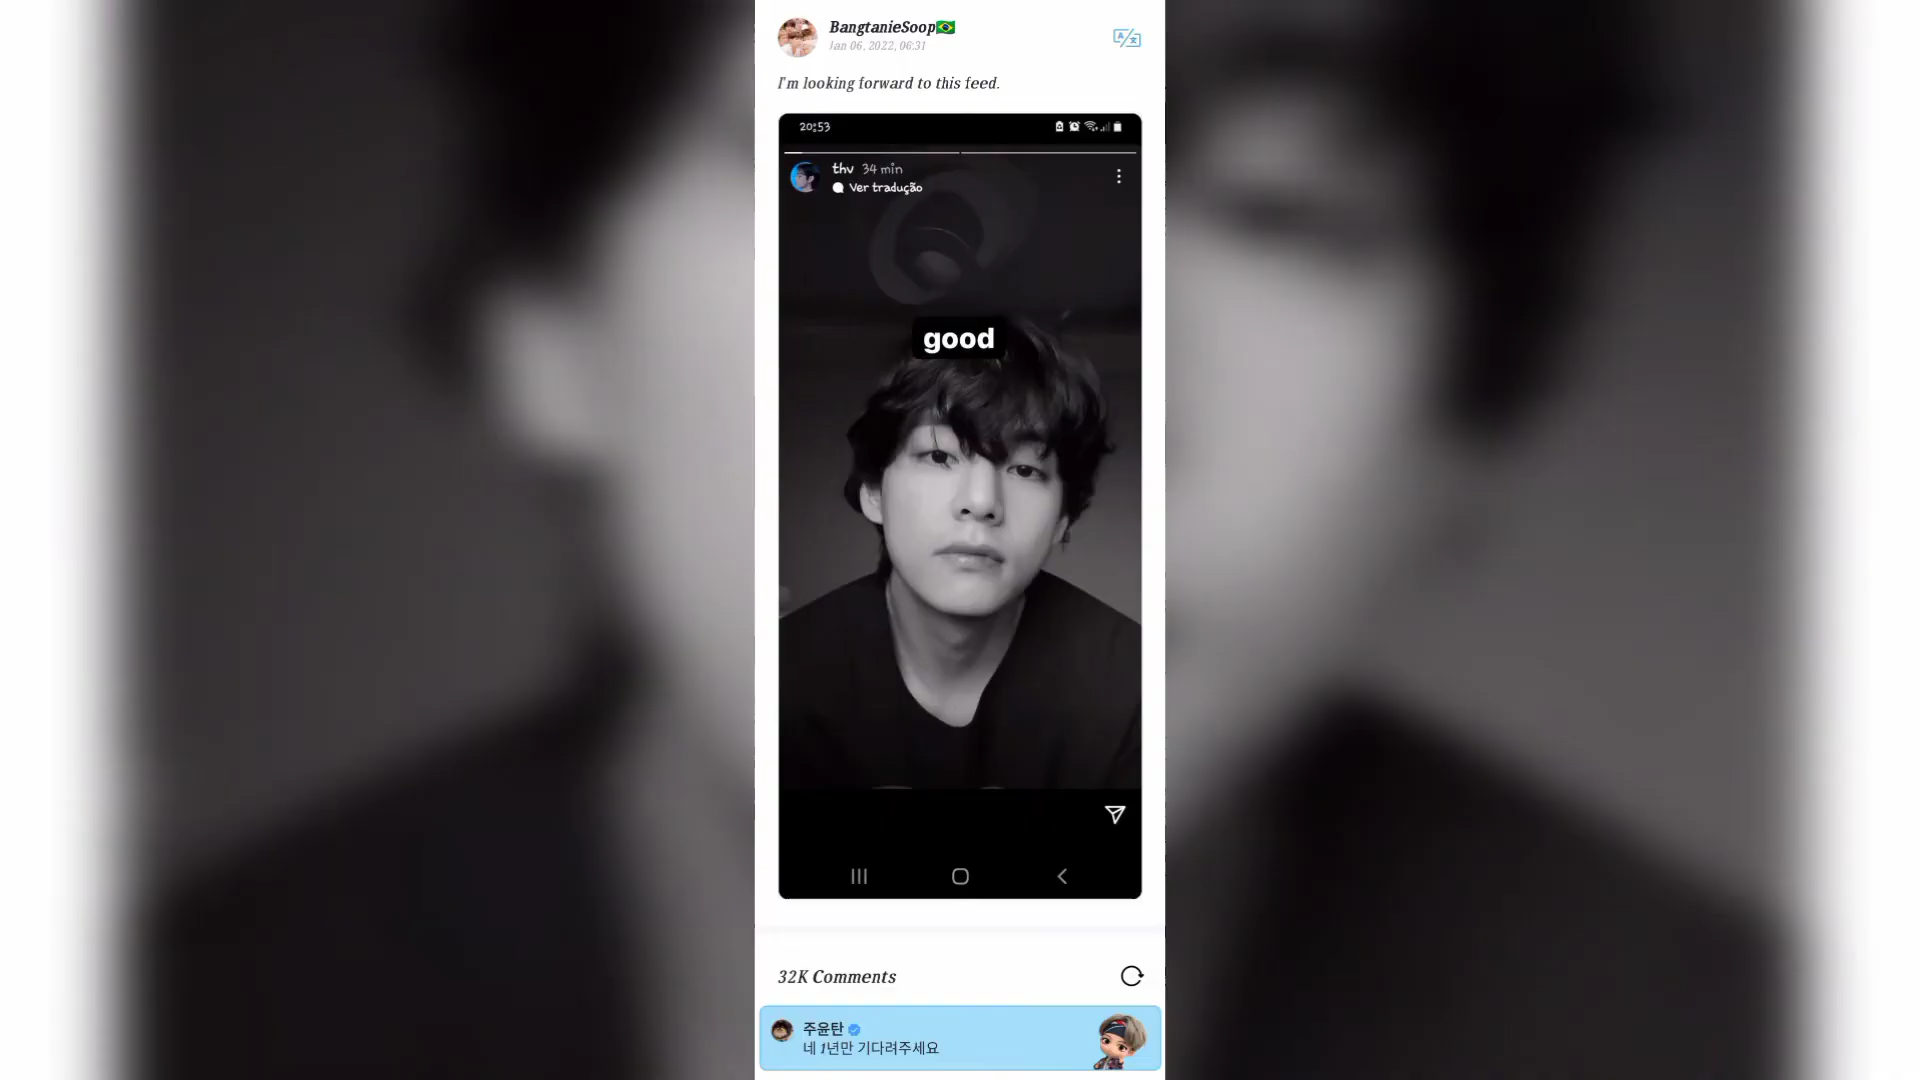 BangtanieSoop🇧🇷
Jan 06, 2022, 06:31
I'm looking forward to this feed.
20:53
thv 34 min
Ver tradução
good
32K Comments
주윤탄
네 1년만 기다려주세요